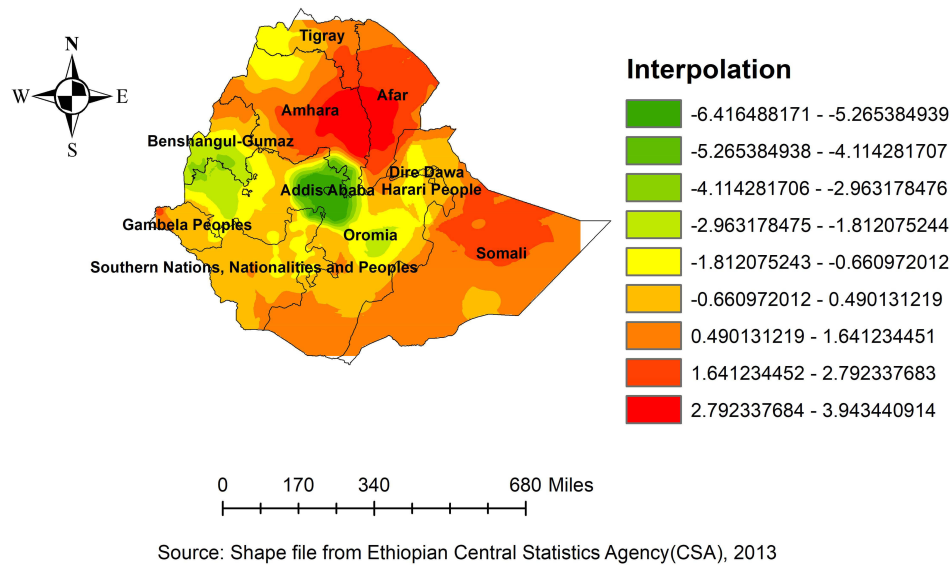 N
W E
S
Tigray
Afar
Amhara
Benshangul-Gumaz
Dire Dawa
Addis Ababa Harari People
Gambela Peoples
Oromia
Somali
Southern Nations, Nationalities and Peoples
Interpolation
-6.416488171 - -5.265384939
-5.265384938 - -4.114281707
-4.114281706 - -2.963178476
-2.963178475 - -1.812075244
-1.812075243 - -0.660972012
-0.660972012 - 0.490131219
0.490131219 - 1.641234451
1.641234452 - 2.792337683
2.792337684 - 3.943440914
0 170 340 680 Miles
Source: Shape file from Ethiopian Central Statistics Agency(CSA), 2013